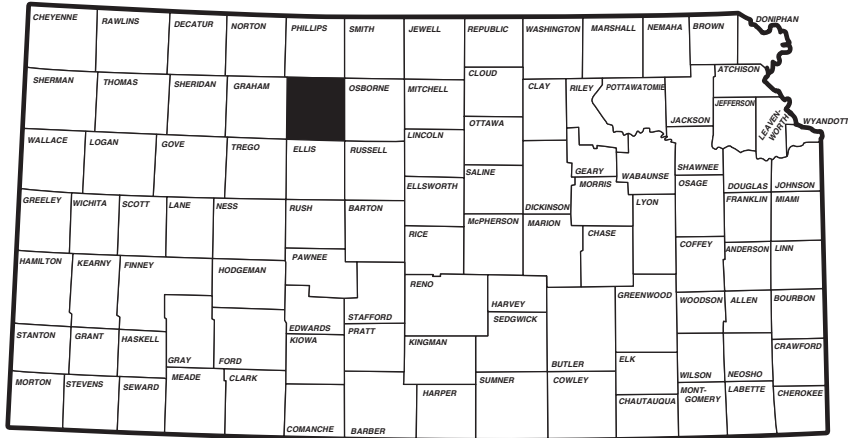 CHEYENNE
RAWLINS
DECATUR
NORTON
PHILLIPS
SMITH
JEWELL
REPUBLIC
WASHINGTON
MARSHALL
NEMAHA
BROWN
DONIPHAN
SHERMAN
THOMAS
SHERIDAN
GRAHAM
OSBORNE
MITCHELL
CLOUD
CLAY
RILEY
POTTAWATOMIE
ATCHISON
JACKSON
JEFFERSON
LEAVEN-
WORTH
WYANDOTT
WALLACE
LOGAN
GOVE
TREGO
ELLIS
RUSSELL
LINCOLN
OTTAWA
SALINE
ELLSWORTH
DICKINSON
GEARY
MORRIS
WABAUNSE
SHAWNEE
OSAGE
DOUGLAS
JOHNSON
GREELEY
WICHITA
SCOTT
LANE
NESS
RUSH
BARTON
RICE
McPHERSON
MARION
CHASE
LYON
FRANKLIN
MIAMI
HAMILTON
KEARNY
FINNEY
HODGEMAN
PAWNEE
STAFFORD
RENO
HARVEY
SEDGWICK
GREENWOOD
COFFEY
ANDERSON
LINN
WOODSON
ALLEN
BOURBON
STANTON
GRANT
HASKELL
GRAY
FORD
EDWARDS
KIOWA
PRATT
KINGMAN
BUTLER
ELK
WILSON
NEOSHO
CRAWFORD
MORTON
STEVENS
SEWARD
MEADE
CLARK
COMANCHE
BARBER
HARPER
SUMNER
COWLEY
CHAUTAUQUA
MONT-
GOMERY
LABETTE
CHEROKEE